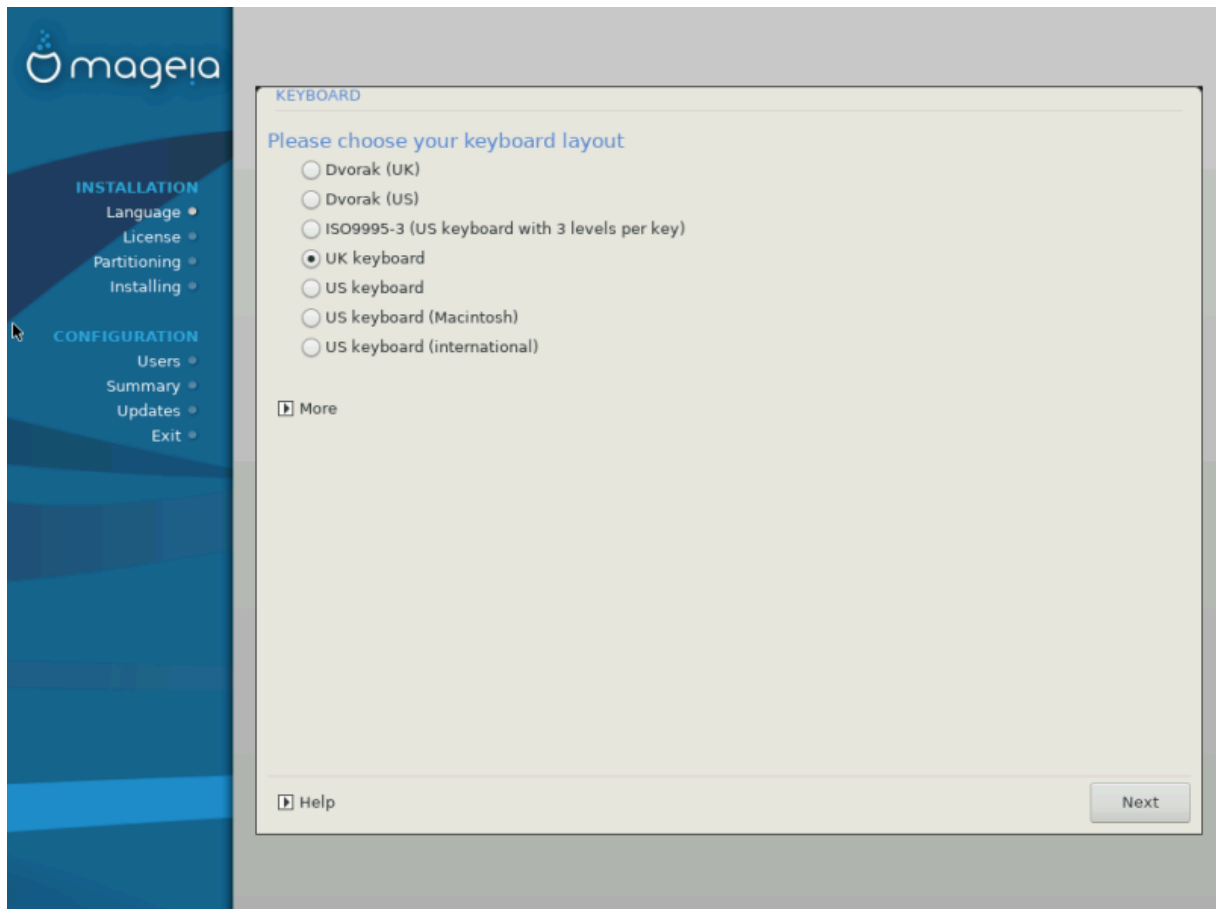 mageia
INSTALLATION
Language
License
Partitioning
Installing
CONFIGURATION
Users
Summary
Updates
Exit
KEYBOARD
Please choose your keyboard layout
Dvorak (UK)
Dvorak (US)
ISO9995-3 (US keyboard with 3 levels per key)
UK keyboard
US keyboard
US keyboard (Macintosh)
US keyboard (international)
More
Help
Next